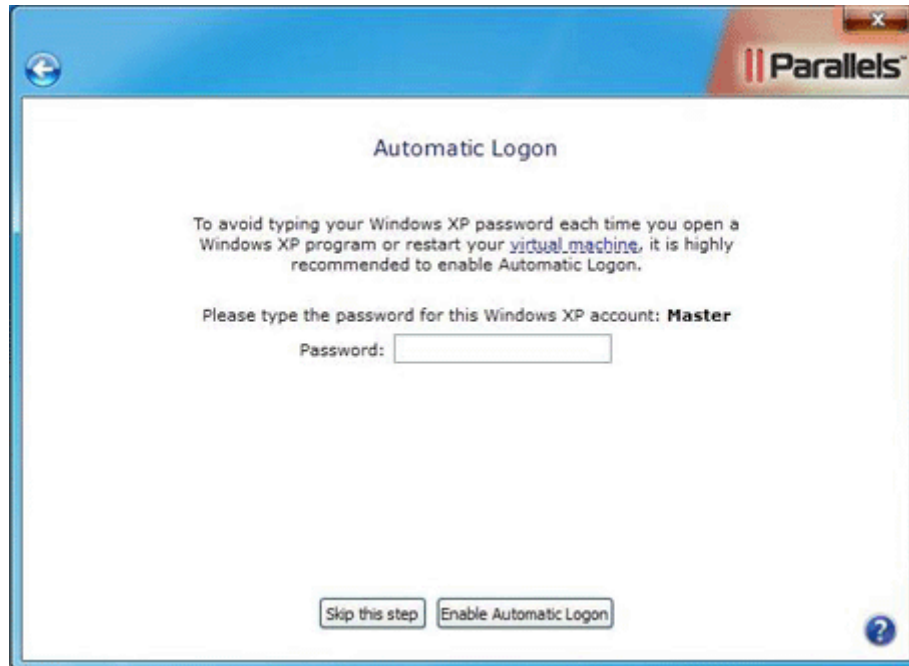 Parallels™
Automatic Logon
To avoid typing your Windows XP password each time you open a
Windows XP program or restart your virtual machine, it is highly
recommended to enable Automatic Logon.
Please type the password for this Windows XP account: Master
Password:
Skip this step Enable Automatic Logon
?